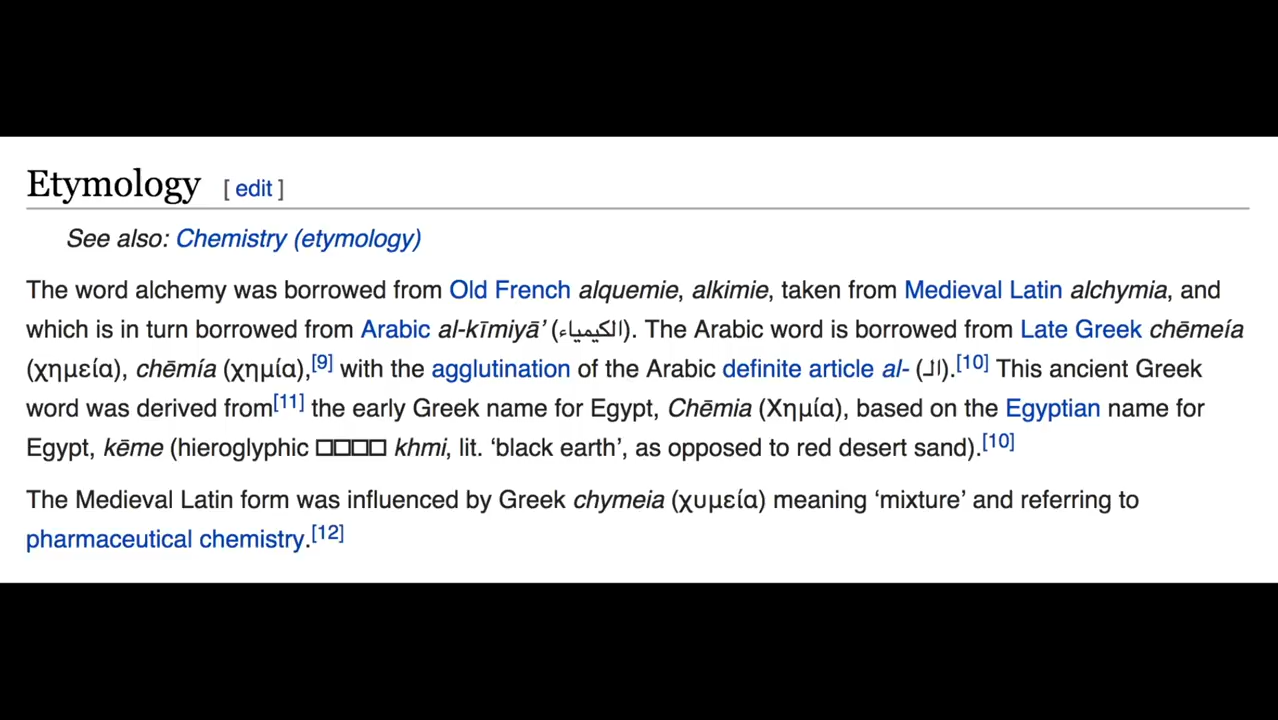 Etymology [ edit ]
See also: Chemistry (etymology)
The word alchemy was borrowed from Old French alquemie, alkimie, taken from Medieval Latin alchymia, and
which is in turn borrowed from Arabic al-kīmiyā’ (الكيمياء). The Arabic word is borrowed from Late Greek chēmeía
(χημεία), chēmía (χημία),[9] with the agglutination of the Arabic definite article al- (الـ).[10] This ancient Greek
word was derived from[11] the early Greek name for Egypt, Chēmia (Χημία), based on the Egyptian name for
Egypt, kēme (hieroglyphic □□□□ khmi, lit. ‘black earth’, as opposed to red desert sand).[10]
The Medieval Latin form was influenced by Greek chymeia (χυμεία) meaning ‘mixture’ and referring to
pharmaceutical chemistry.[12]